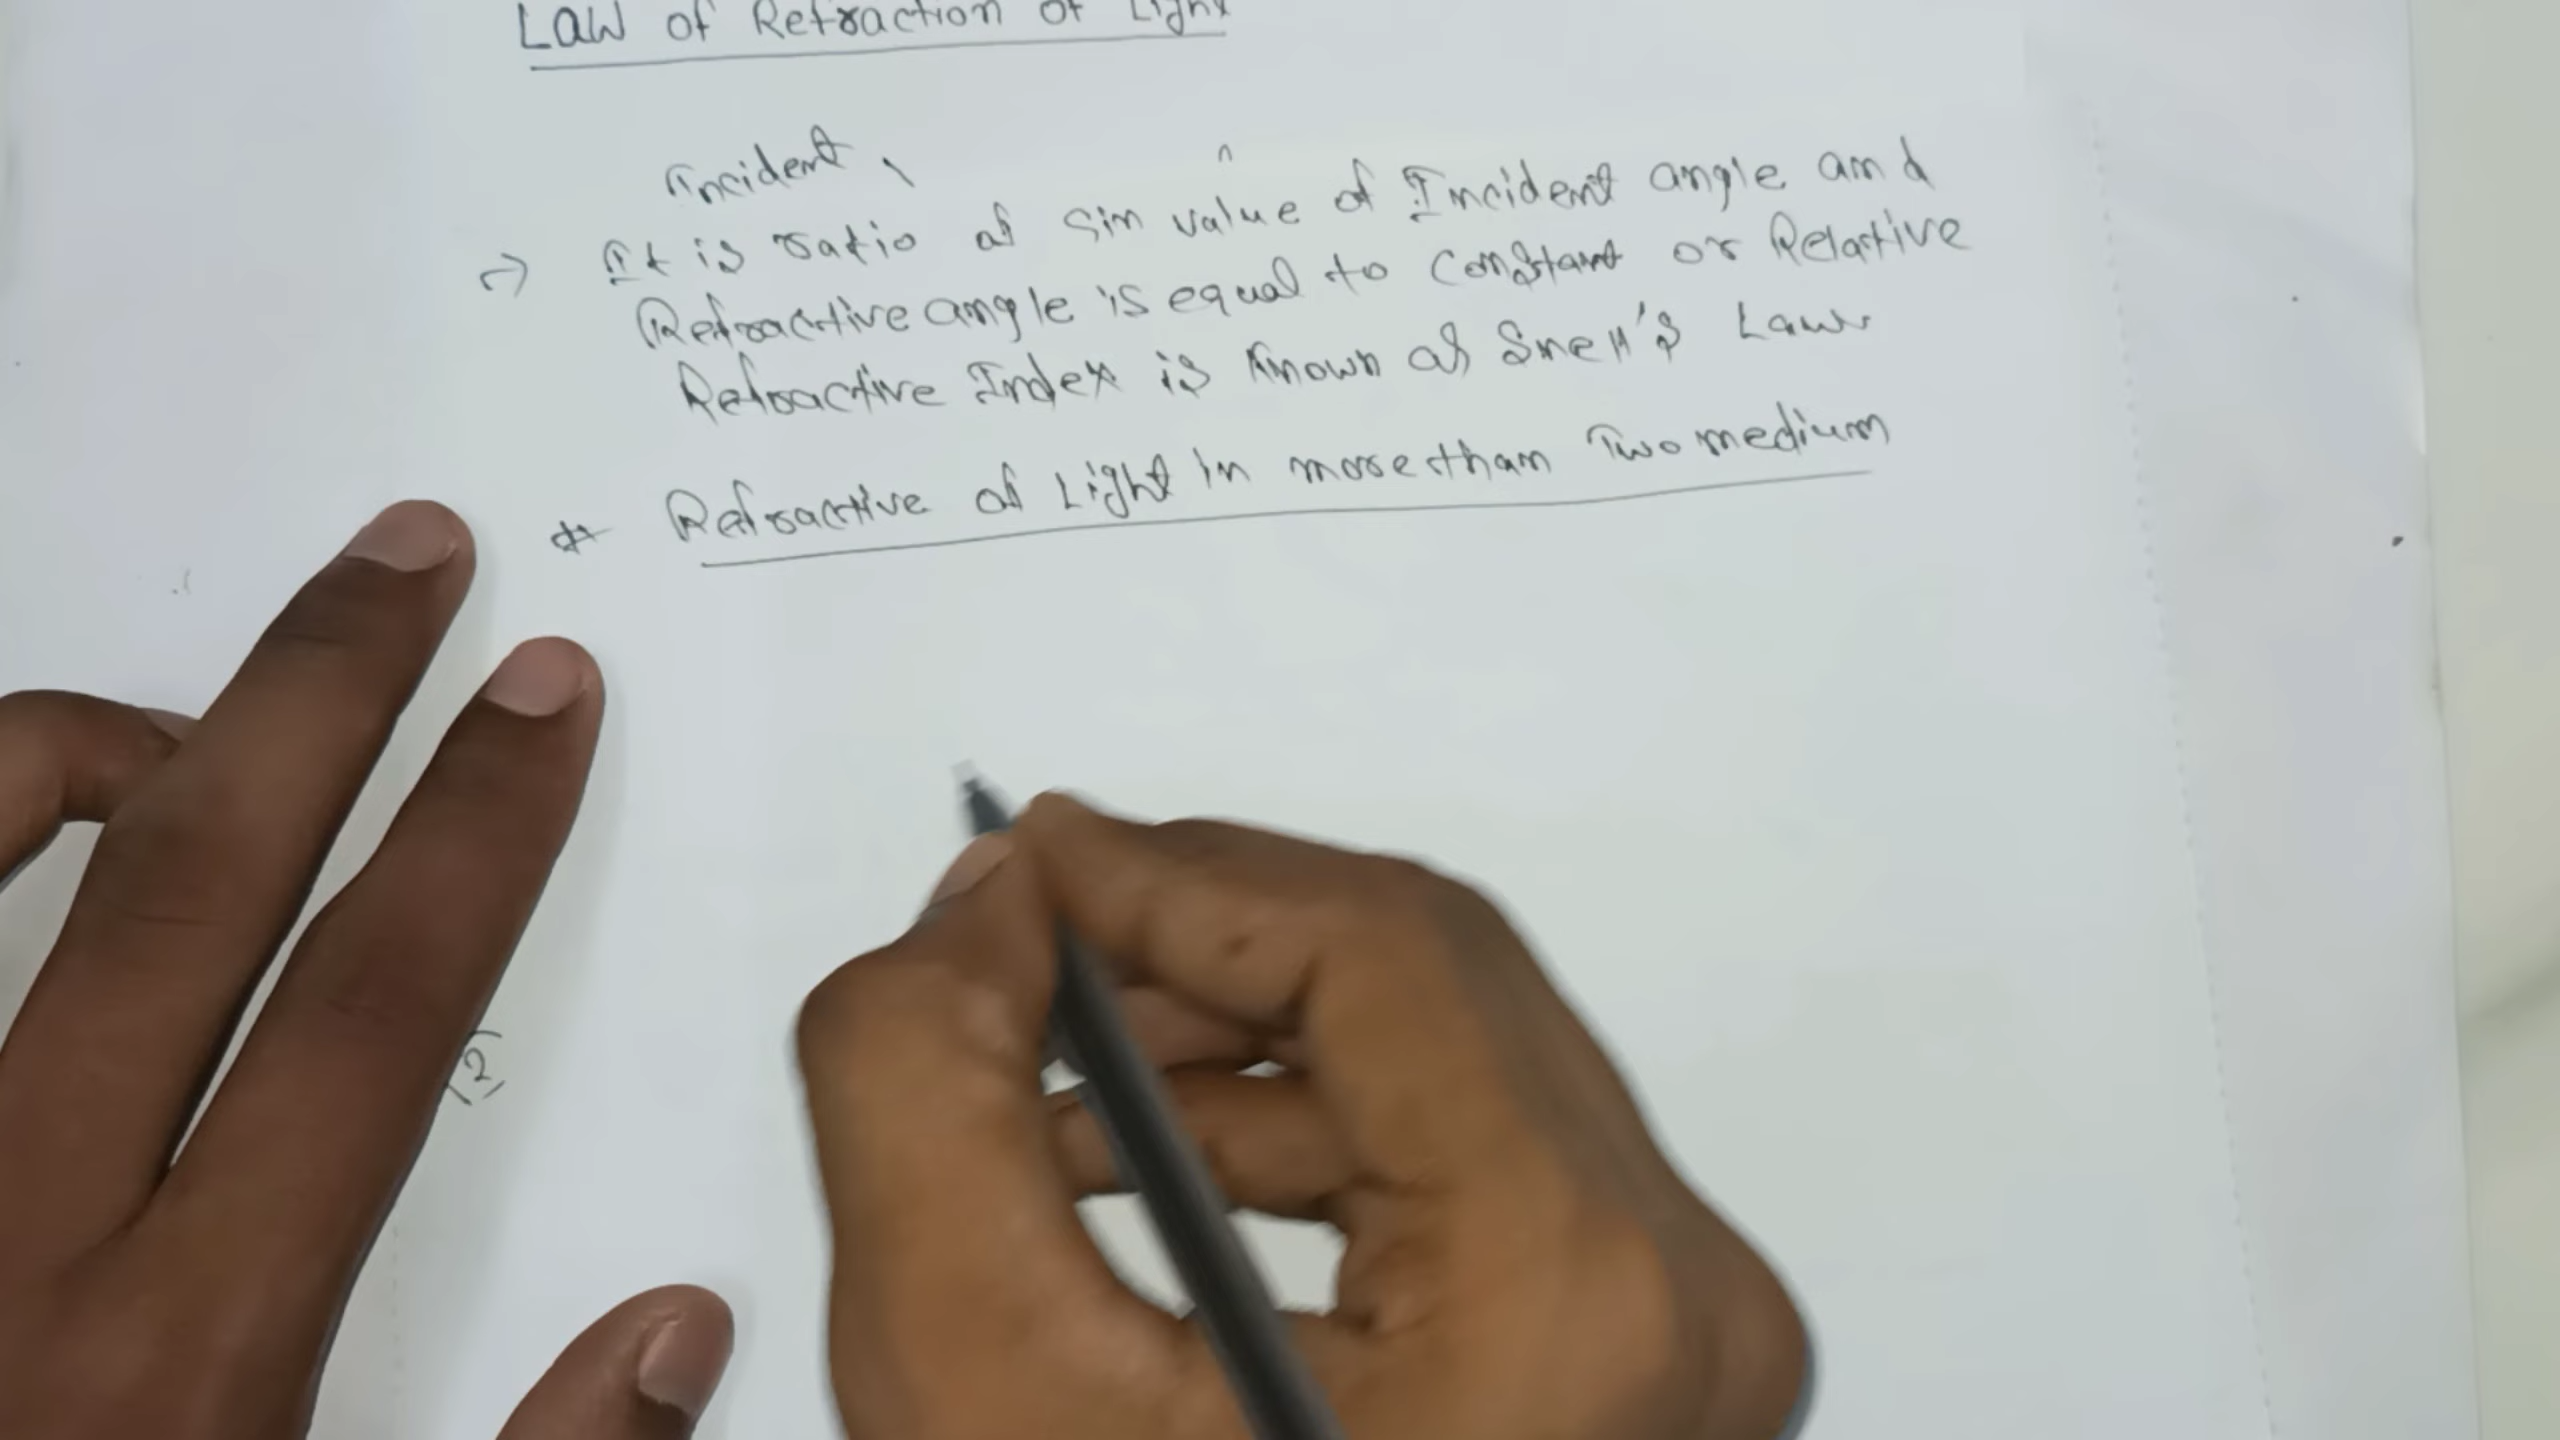 Law of Refraction of Light
incident
→ It is ratio of Sin value of Incident angle and
Refractive angle is equal to Constant or Relative
Refractive Index is known as Snell's Law
* Refractive of Light in more than Two medium
2